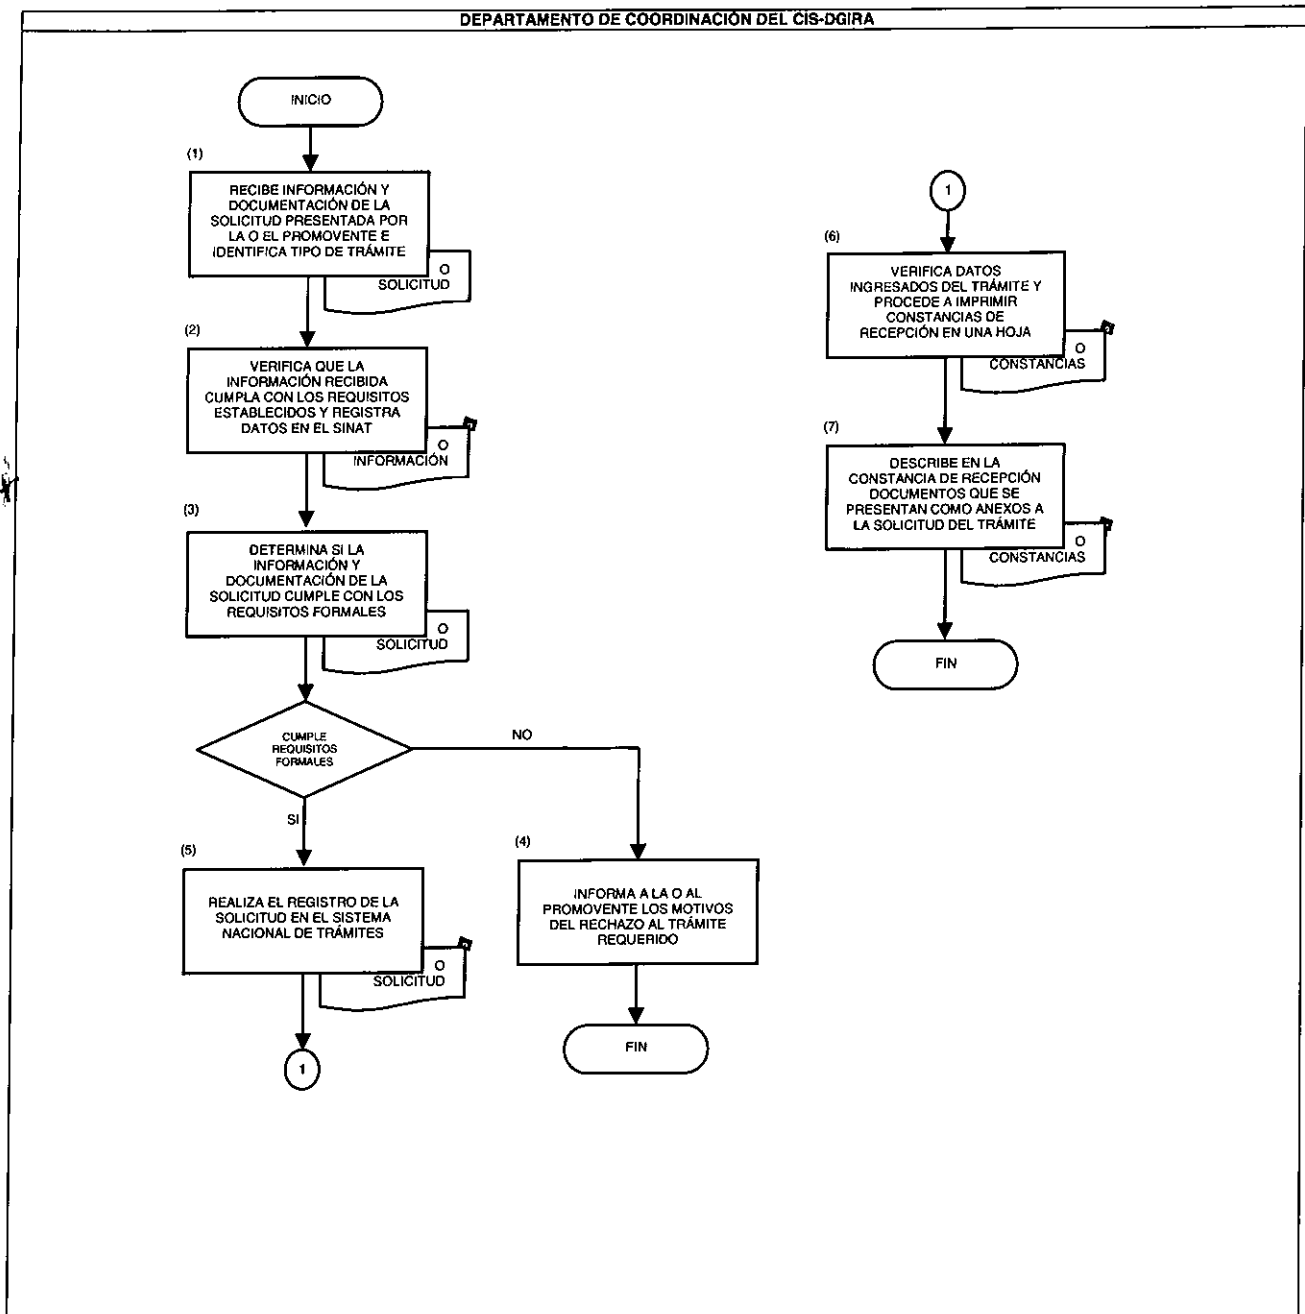 DEPARTAMENTO DE COORDINACIÓN DEL CIS-DGIRA
INICIO
(1)
RECIBE INFORMACIÓN Y
DOCUMENTACIÓN DE LA
SOLICITUD PRESENTADA POR
LA O EL PROMOVENTE E
IDENTIFICA TIPO DE TRÁMITE
O
SOLICITUD
(2)
VERIFICA QUE LA
INFORMACIÓN RECIBIDA
CUMPLA CON LOS REQUISITOS
ESTABLECIDOS Y REGISTRA
DATOS EN EL SINAT
O
INFORMACIÓN
(3)
DETERMINA SI LA
INFORMACIÓN Y
DOCUMENTACIÓN DE LA
SOLICITUD CUMPLE CON LOS
REQUISITOS FORMALES
O
SOLICITUD
CUMPLE
REQUISITOS
FORMALES
NO
SI
(4)
INFORMA A LA O AL
PROMOVENTE LOS MOTIVOS
DEL RECHAZO AL TRÁMITE
REQUERIDO
FIN
(5)
REALIZA EL REGISTRO DE LA
SOLICITUD EN EL SISTEMA
NACIONAL DE TRÁMITES
O
SOLICITUD
1
1
(6)
VERIFICA DATOS
INGRESADOS DEL TRÁMITE Y
PROCEDE A IMPRIMIR
CONSTANCIAS DE
RECEPCIÓN EN UNA HOJA
O
CONSTANCIAS
(7)
DESCRIBE EN LA
CONSTANCIA DE RECEPCIÓN
DOCUMENTOS QUE SE
PRESENTAN COMO ANEXOS A
LA SOLICITUD DEL TRÁMITE
O
CONSTANCIAS
FIN